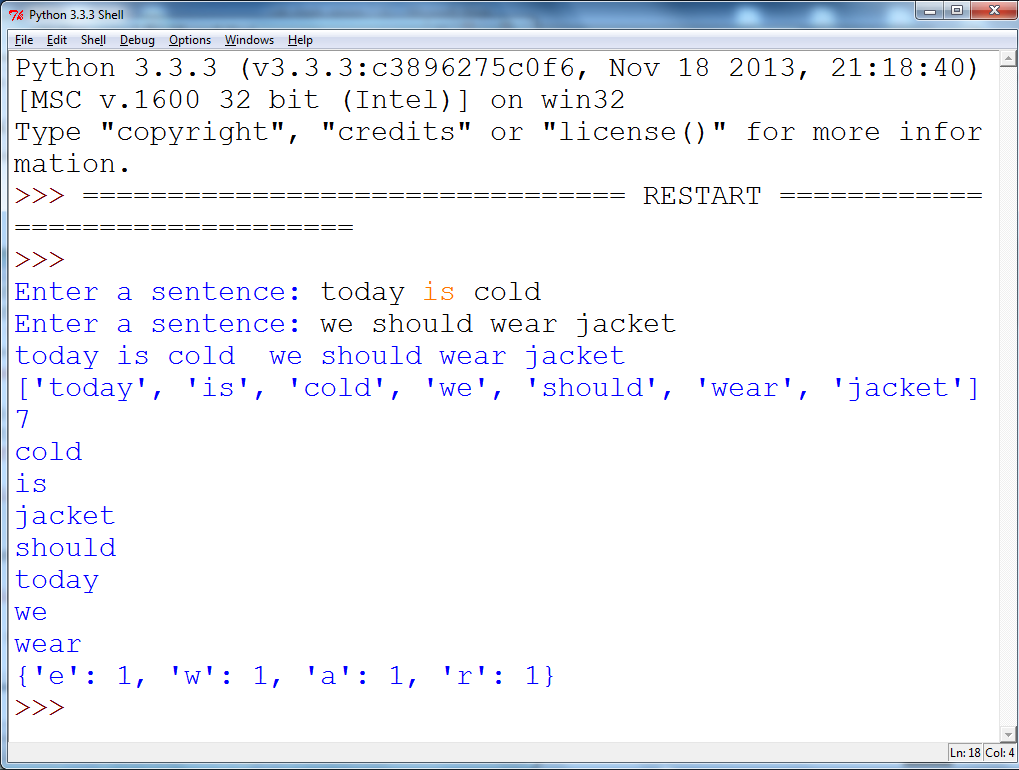 Python 3.3.3 Shell
File Edit Shell Debug Options Windows Help
Python 3.3.3 (v3.3.3:c3896275c0f6, Nov 18 2013, 21:18:40)
[MSC v.1600 32 bit (Intel)] on win32
Type "copyright", "credits" or "license()" for more infor
mation.
>>> ================================ RESTART ============
====================
>>>
Enter a sentence: today is cold
Enter a sentence: we should wear jacket
today is cold  we should wear jacket
['today', 'is', 'cold', 'we', 'should', 'wear', 'jacket']
7
cold
is
jacket
should
today
we
wear
{'e': 1, 'w': 1, 'a': 1, 'r': 1}
>>>
Ln: 18 Col: 4